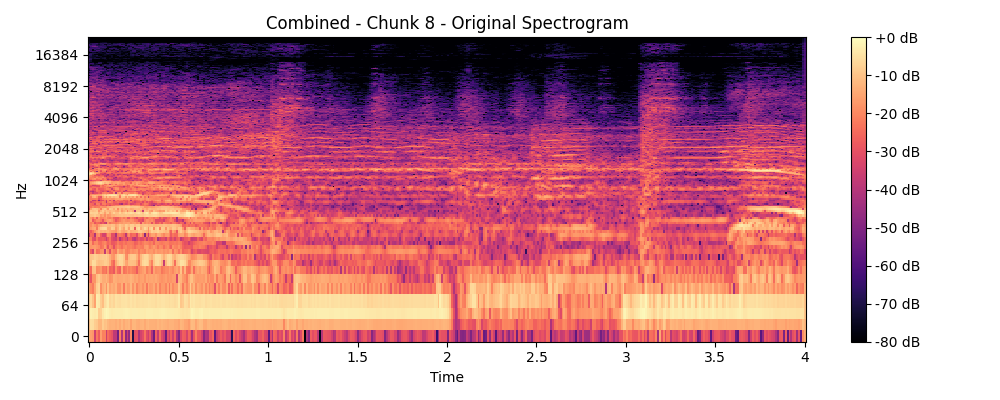 Combined - Chunk 8 - Original Spectrogram
Hz
16384
8192
4096
2048
1024
512
256
128
64
0
0
0.5
1
1.5
2
2.5
3
3.5
4
Time
+0 dB
-10 dB
-20 dB
-30 dB
-40 dB
-50 dB
-60 dB
-70 dB
-80 dB